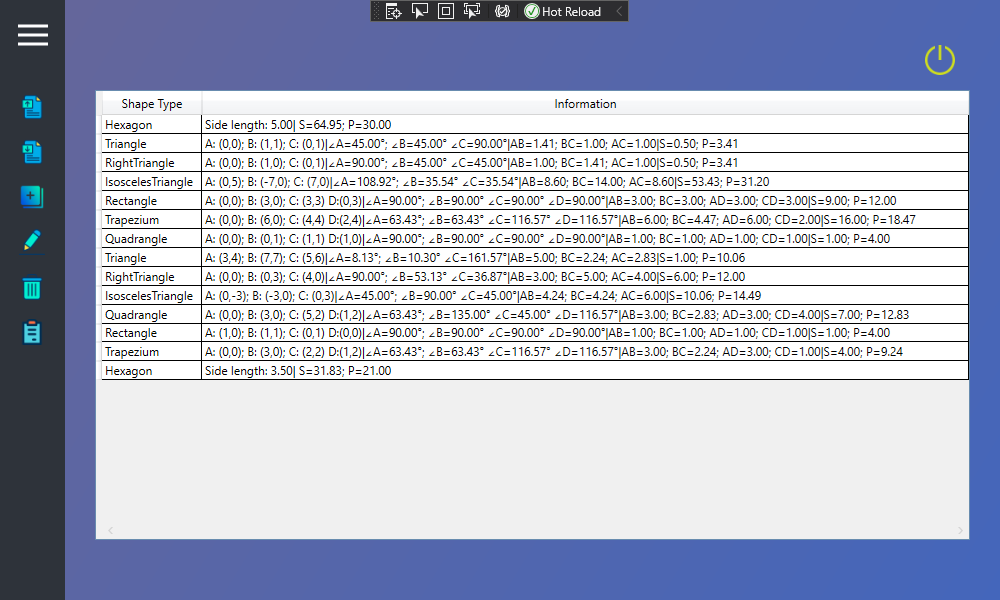 Hot Reload
Shape Type Information
Hexagon Side length: 5.00| S=64.95; P=30.00
Triangle A: (0,0); B: (1,1); C: (0,1)|∠A=45.00°; ∠B=45.00° ∠C=90.00°|AB=1.41; BC=1.00; AC=1.00|S=0.50; P=3.41
RightTriangle A: (0,0); B: (1,0); C: (0,1)|∠A=90.00°; ∠B=45.00° ∠C=45.00°|AB=1.00; BC=1.41; AC=1.00|S=0.50; P=3.41
IsoscelesTriangle A: (0,5); B: (-7,0); C: (7,0)|∠A=108.92°; ∠B=35.54° ∠C=35.54°|AB=8.60; BC=14.00; AC=8.60|S=53.43; P=31.20
Rectangle A: (0,0); B: (3,0); C: (3,3) D:(0,3)|∠A=90.00°; ∠B=90.00° ∠C=90.00° ∠D=90.00°|AB=3.00; BC=3.00; AD=3.00; CD=3.00|S=9.00; P=12.00
Trapezium A: (0,0); B: (6,0); C: (4,4) D:(2,4)|∠A=63.43°; ∠B=63.43° ∠C=116.57° ∠D=116.57°|AB=6.00; BC=4.47; AD=6.00; CD=2.00|S=16.00; P=18.47
Quadrangle A: (0,0); B: (0,1); C: (1,1) D:(1,0)|∠A=90.00°; ∠B=90.00° ∠C=90.00° ∠D=90.00°|AB=1.00; BC=1.00; AD=1.00; CD=1.00|S=1.00; P=4.00
Triangle A: (3,4); B: (7,7); C: (5,6)|∠A=8.13°; ∠B=10.30° ∠C=161.57°|AB=5.00; BC=2.24; AC=2.83|S=1.00; P=10.06
RightTriangle A: (0,0); B: (0,3); C: (4,0)|∠A=90.00°; ∠B=53.13° ∠C=36.87°|AB=3.00; BC=5.00; AC=4.00|S=6.00; P=12.00
IsoscelesTriangle A: (0,-3); B: (-3,0); C: (0,3)|∠A=45.00°; ∠B=90.00° ∠C=45.00°|AB=4.24; BC=4.24; AC=6.00|S=10.06; P=14.49
Quadrangle A: (0,0); B: (3,0); C: (5,2) D:(1,2)|∠A=63.43°; ∠B=135.00° ∠C=45.00° ∠D=116.57°|AB=3.00; BC=2.83; AD=3.00; CD=4.00|S=7.00; P=12.83
Rectangle A: (1,0); B: (1,1); C: (0,1) D:(0,0)|∠A=90.00°; ∠B=90.00° ∠C=90.00° ∠D=90.00°|AB=1.00; BC=1.00; AD=1.00; CD=1.00|S=1.00; P=4.00
Trapezium A: (0,0); B: (3,0); C: (2,2) D:(1,2)|∠A=63.43°; ∠B=63.43° ∠C=116.57° ∠D=116.57°|AB=3.00; BC=2.24; AD=3.00; CD=1.00|S=4.00; P=9.24
Hexagon Side length: 3.50| S=31.83; P=21.00